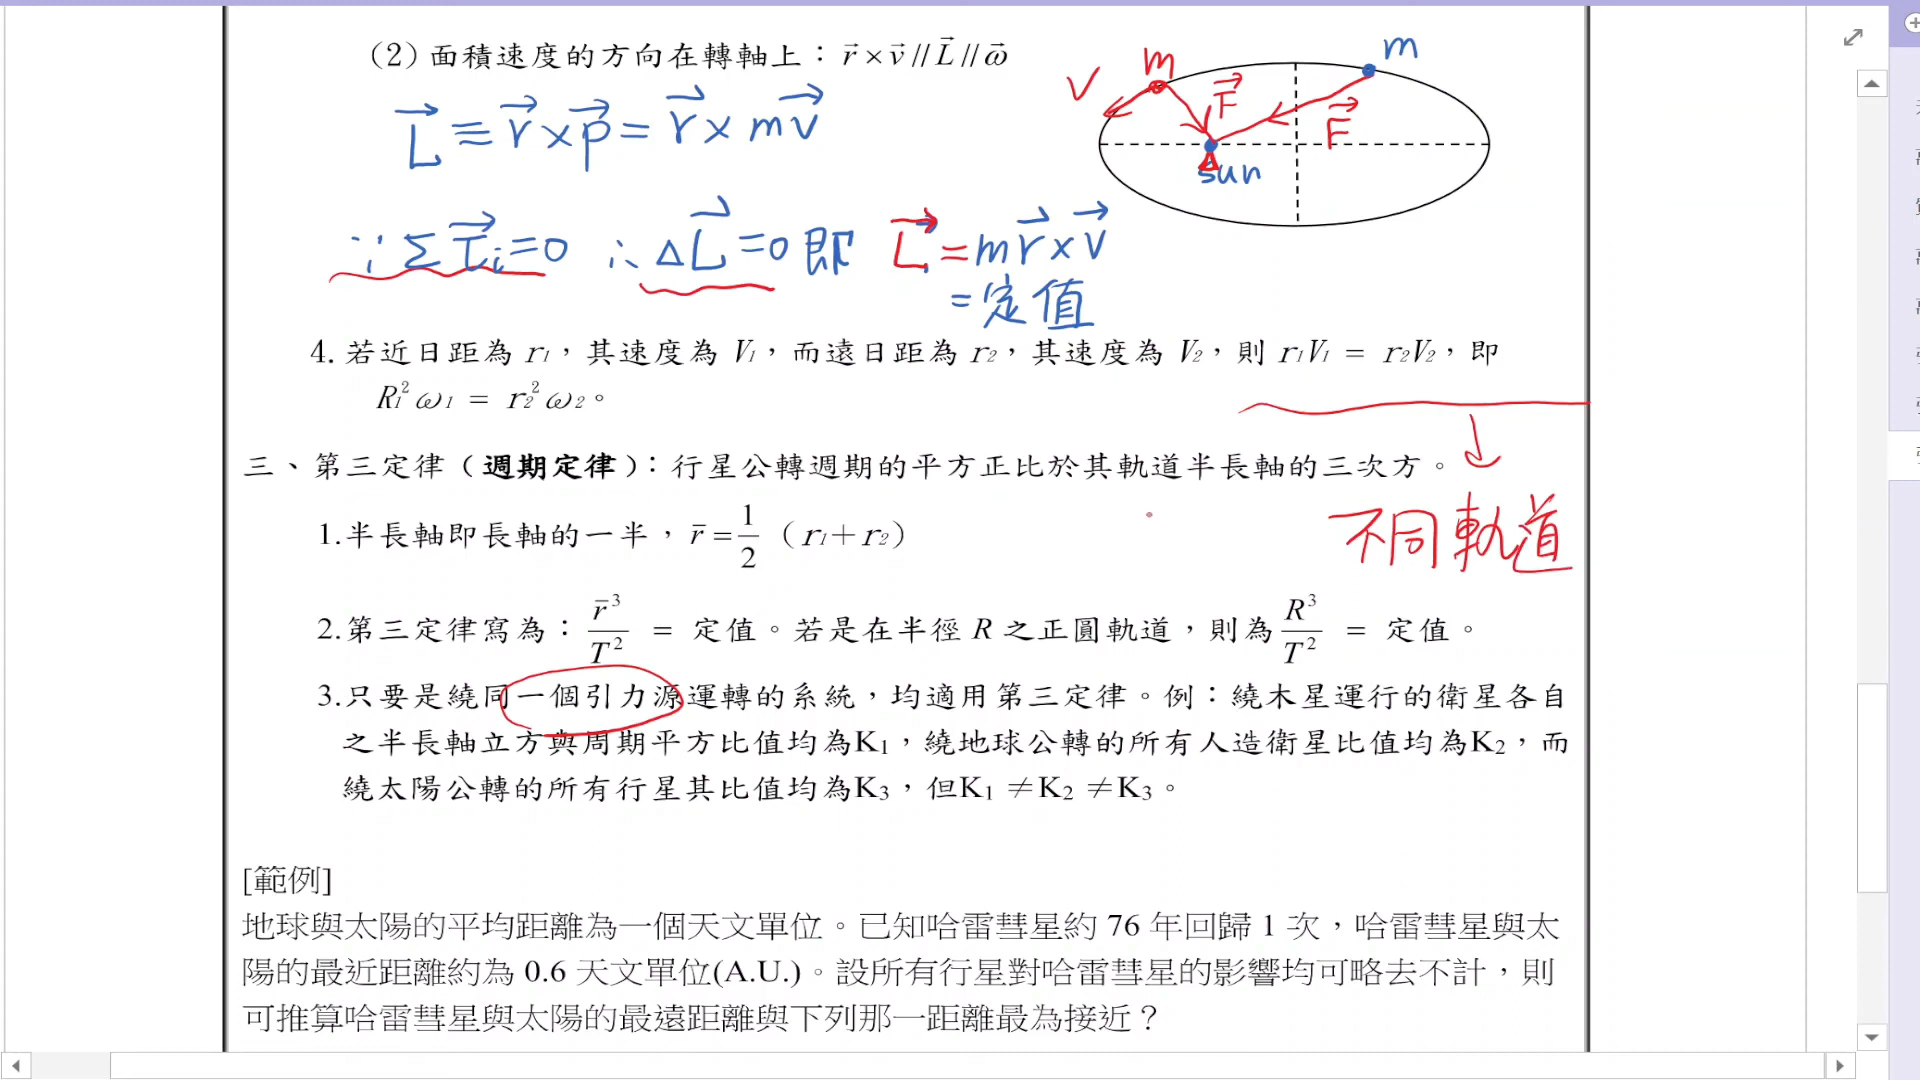 (2) 面積速度的方向在轉軸上：r⃗ × v⃗ // L⃗ // ω⃗
L⃗ ≡ r⃗ × p⃗ = r⃗ × mv⃗
∵ Σ τ⃗i = 0 ∴ ΔL⃗ = 0 即 L⃗ = m r⃗ × v⃗
= 定值
V m F⃗ F⃗ m
sun
4. 若近日距為 r1，其速度為 V1，而遠日距為 r2，其速度為 V2，則 r1V1 = r2V2，即
R1²ω1 = r2²ω2。
三、第三定律（週期定律）：行星公轉週期的平方正比於其軌道半長軸的三次方。
不同軌道
1.半長軸即長軸的一半，r̄ = 1/2（r1＋r2）
2.第三定律寫為：r̄³/T² = 定值。若是在半徑 R 之正圓軌道，則為 R³/T² = 定值。
3.只要是繞同一個引力源運轉的系統，均適用第三定律。例：繞木星運行的衛星各自
之半長軸立方與周期平方比值均為K1，繞地球公轉的所有人造衛星比值均為K2，而
繞太陽公轉的所有行星其比值均為K3，但K1 ≠K2 ≠K3。
[範例]
地球與太陽的平均距離為一個天文單位。已知哈雷彗星約 76 年回歸 1 次，哈雷彗星與太
陽的最近距離約為 0.6 天文單位(A.U.)。設所有行星對哈雷彗星的影響均可略去不計，則
可推算哈雷彗星與太陽的最遠距離與下列那一距離最為接近？